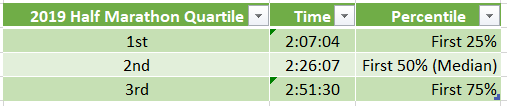 2019 Half Marathon Quartile Time Percentile
1st 2:07:04 First 25%
2nd 2:26:07 First 50% (Median)
3rd 2:51:30 First 75%